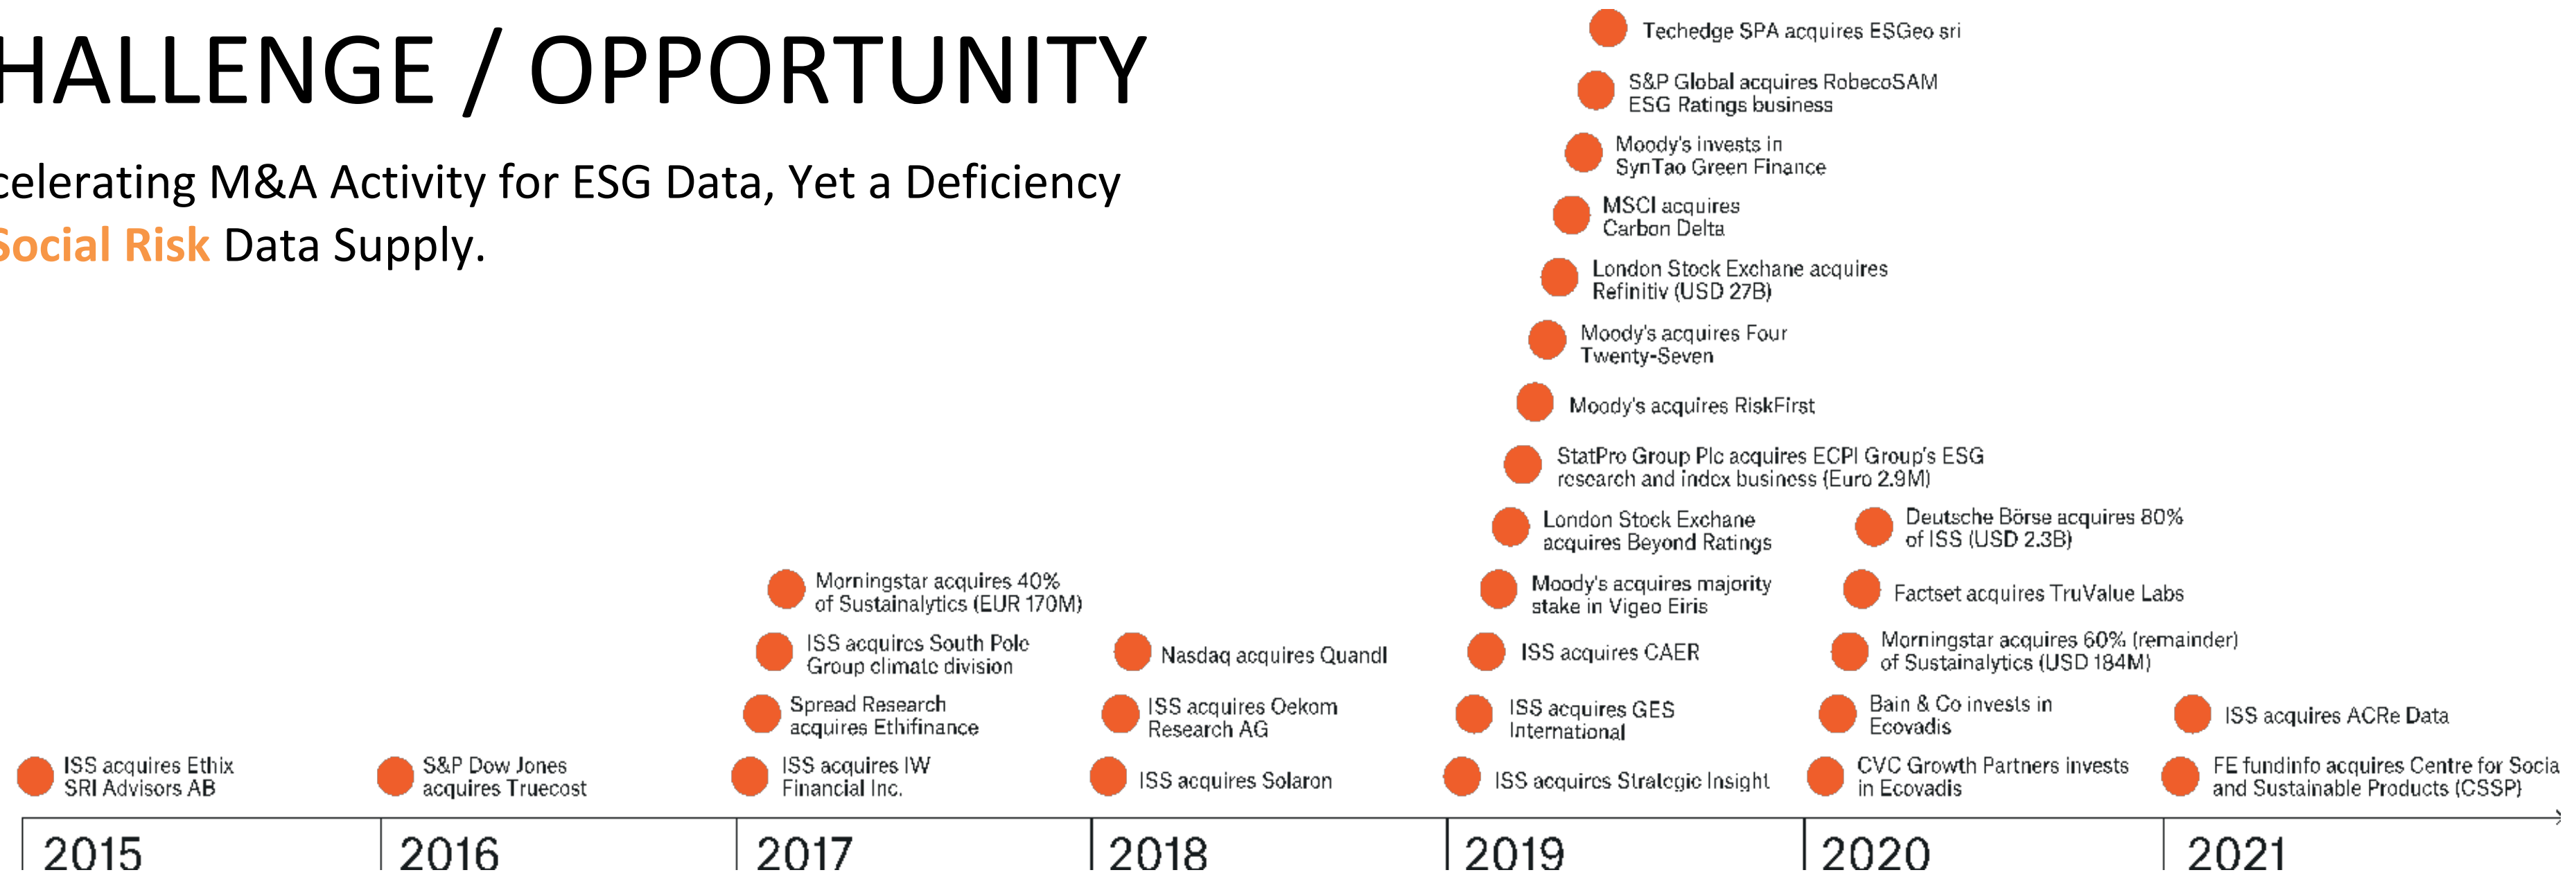 HALLENGE / OPPORTUNITY
celerating M&A Activity for ESG Data, Yet a Deficiency
Social Risk Data Supply.
Techedge SPA acquires ESGeo sri
S&P Global acquires RobecoSAM
ESG Ratings business
Moody's invests in
SynTao Green Finance
MSCI acquires
Carbon Delta
London Stock Exchane acquires
Refinitiv (USD 27B)
Moody's acquires Four
Twenty-Seven
Moody's acquires RiskFirst
StatPro Group Plc acquires ECPI Group's ESG
research and index business (Euro 2.9M)
London Stock Exchane
acquires Beyond Ratings
Moody's acquires majority
stake in Vigeo Eiris
ISS acquires CAER
ISS acquires GES
International
ISS acquires Strategic Insight
Deutsche Börse acquires 80%
of ISS (USD 2.3B)
Factset acquires TruValue Labs
Morningstar acquires 60% (remainder)
of Sustainalytics (USD 184M)
Bain & Co invests in
Ecovadis
CVC Growth Partners invests
in Ecovadis
Morningstar acquires 40%
of Sustainalytics (EUR 170M)
ISS acquires South Pole
Group climate division
Spread Research
acquires Ethifinance
ISS acquires IW
Financial Inc.
Nasdaq acquires Quandl
ISS acquires Oekom
Research AG
ISS acquires Solaron
ISS acquires ACRe Data
FE fundinfo acquires Centre for Socia
and Sustainable Products (CSSP)
ISS acquires Ethix
SRI Advisors AB
S&P Dow Jones
acquires Truecost
2015
2016
2017
2018
2019
2020
2021